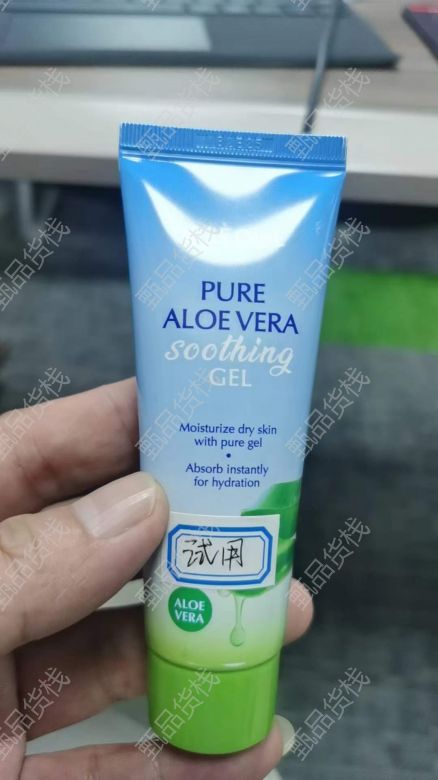 PURE
ALOE VERA
soothing
GEL
Moisturize dry skin
with pure gel
•
Absorb instantly
for hydration
试用
ALOE
VERA
甄品货栈